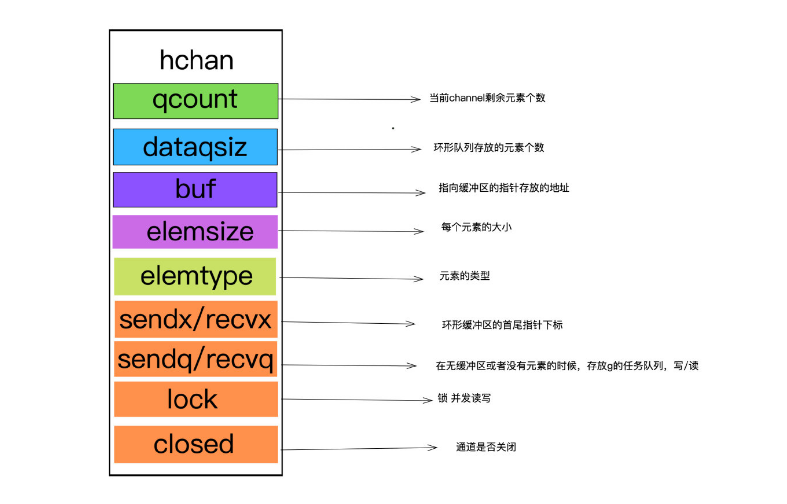 hchan
qcount 当前channel剩余元素个数
dataqsiz 环形队列存放的元素个数
buf 指向缓冲区的指针存放的地址
elemsize 每个元素的大小
elemtype 元素的类型
sendx/recvx 环形缓冲区的首尾指针下标
sendq/recvq 在无缓冲区或者没有元素的时候，存放g的任务队列，写/读
lock 锁 并发读写
closed 通道是否关闭